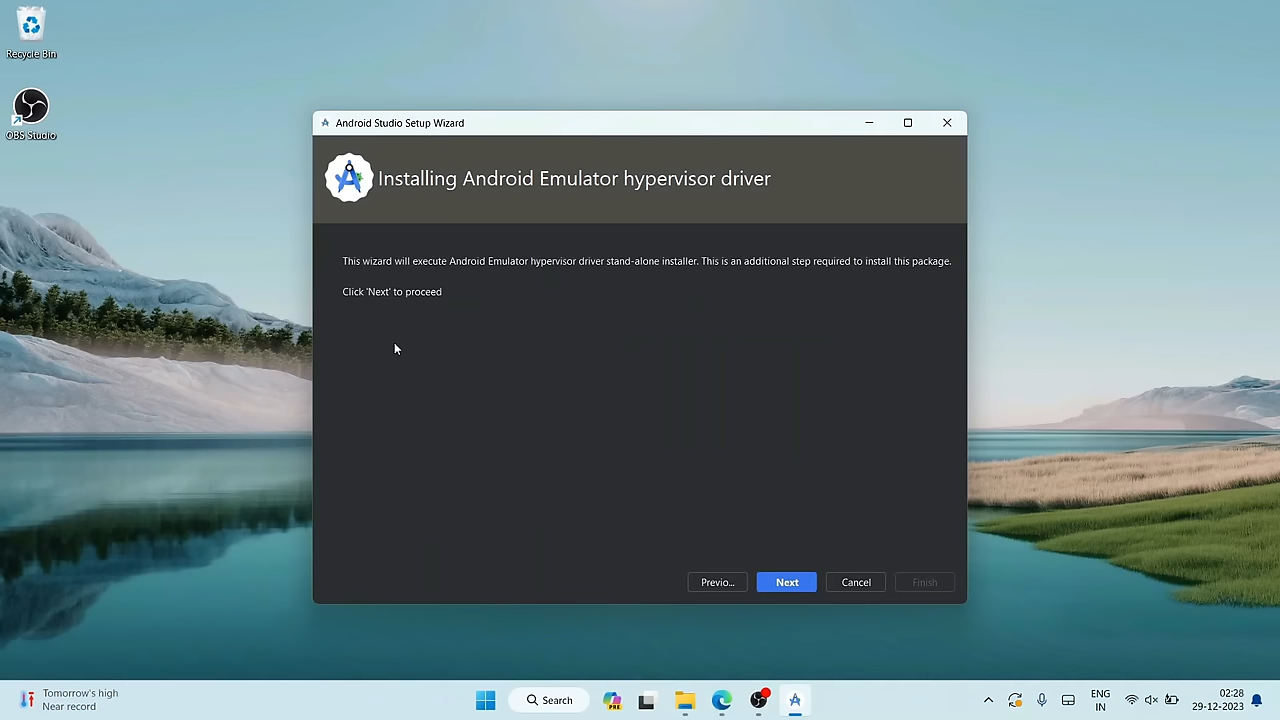 Recycle Bin
OBS Studio
Android Studio Setup Wizard
Installing Android Emulator hypervisor driver
This wizard will execute Android Emulator hypervisor driver stand-alone installer. This is an additional step required to install this package.
Click 'Next' to proceed
Previo...
Next
Cancel
Finish
Tomorrow's high
Near record
Search
PRE
ENG
IN
02:28
29-12-2023